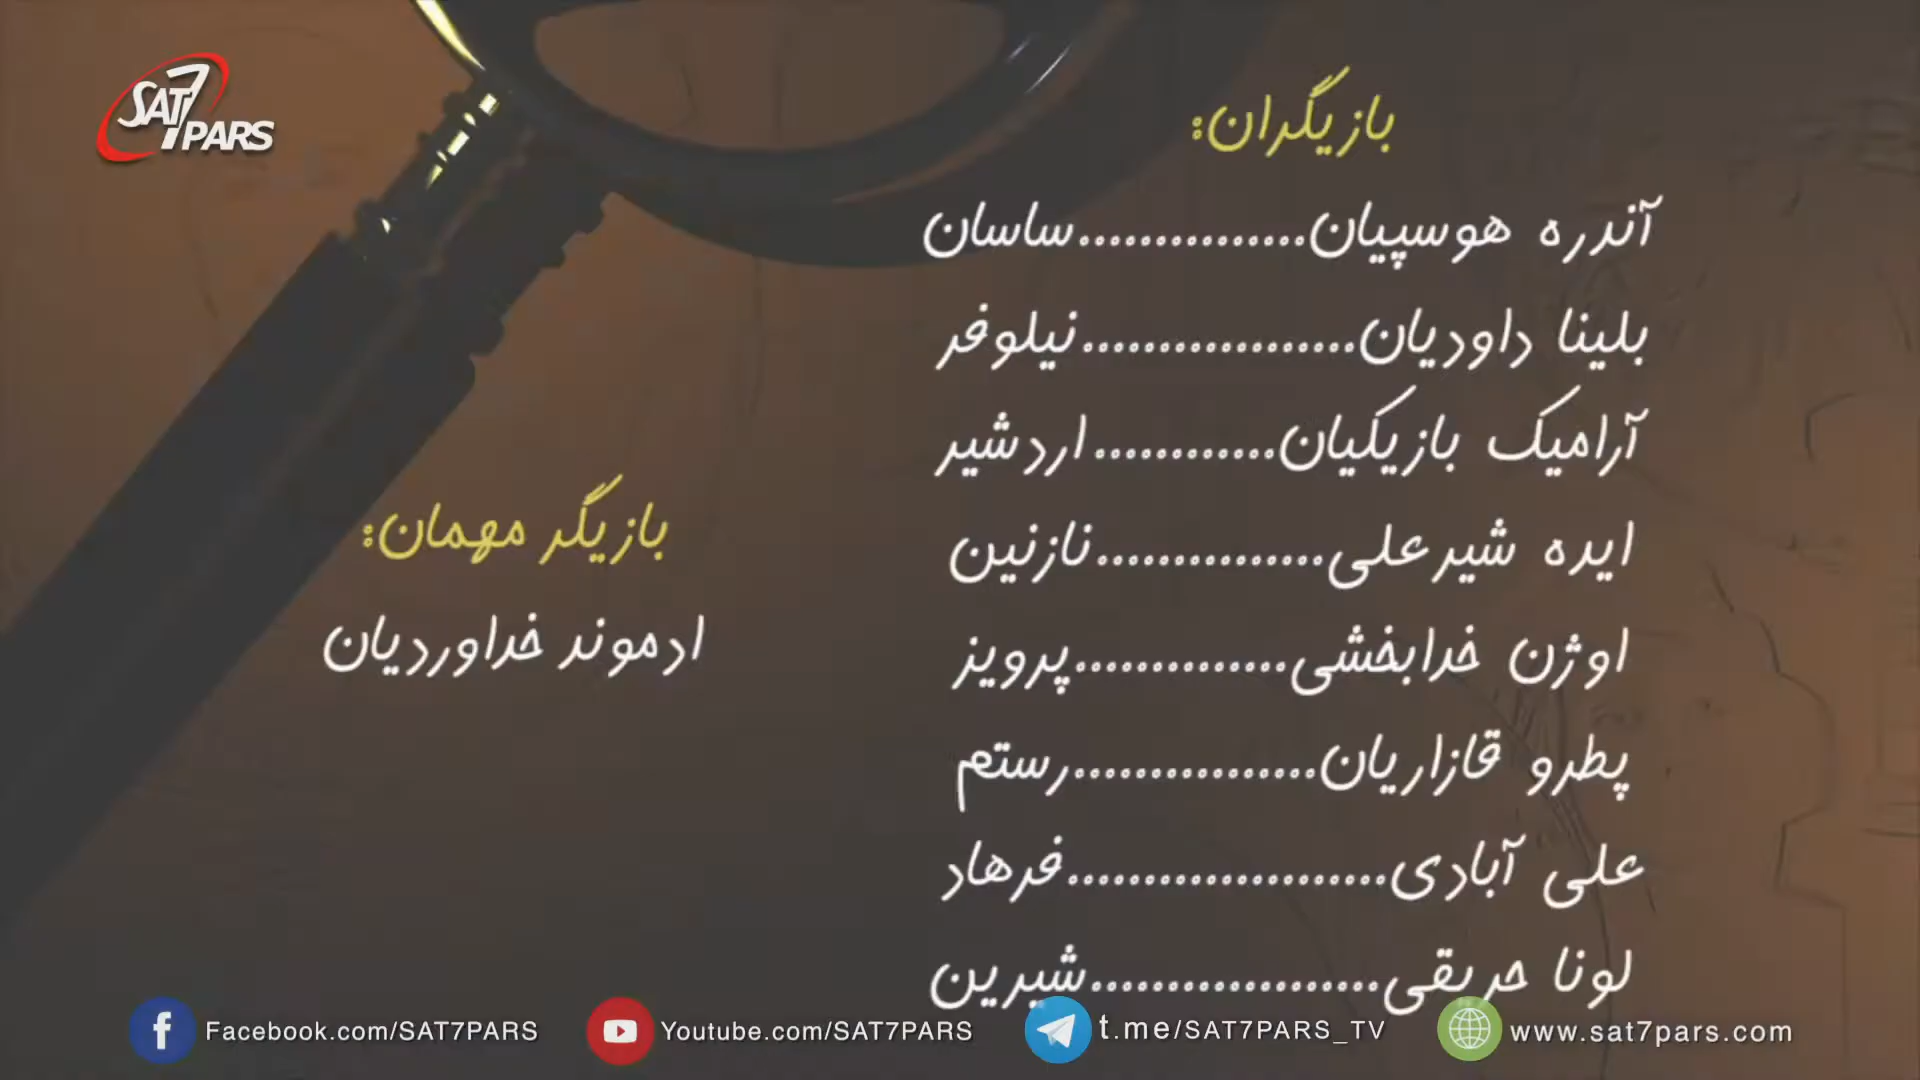 SAT7 PARS
بازیگران:
آندره هوسپیان...............ساسان
بلینا داودیان..................نیلوفر
آرامیک بازیکیان............اردشیر
ایده شیرعلی...............نازنین
اوژن خدابخشی..............پرویز
پطرو قازاریان................رستم
علی آبادی.....................فرهاد
لونا حریقی...................شیرین
بازیگر مهمان:
ادموند خداوردیان
Facebook.com/SAT7PARS
Youtube.com/SAT7PARS
t.me/SAT7PARS_TV
www.sat7pars.com